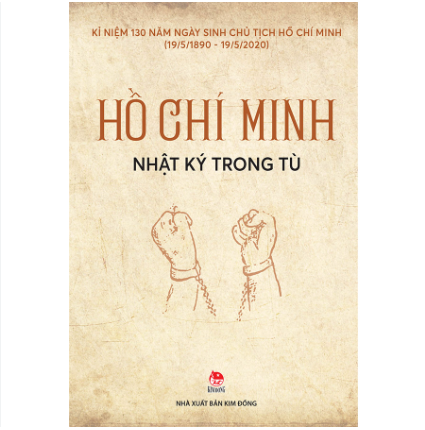 KỈ NIỆM 130 NĂM NGÀY SINH CHỦ TỊCH HỒ CHÍ MINH
(19/5/1890 - 19/5/2020)
HỒ CHÍ MINH
NHẬT KÝ TRONG TÙ
NHÀ XUẤT BẢN KIM ĐỒNG